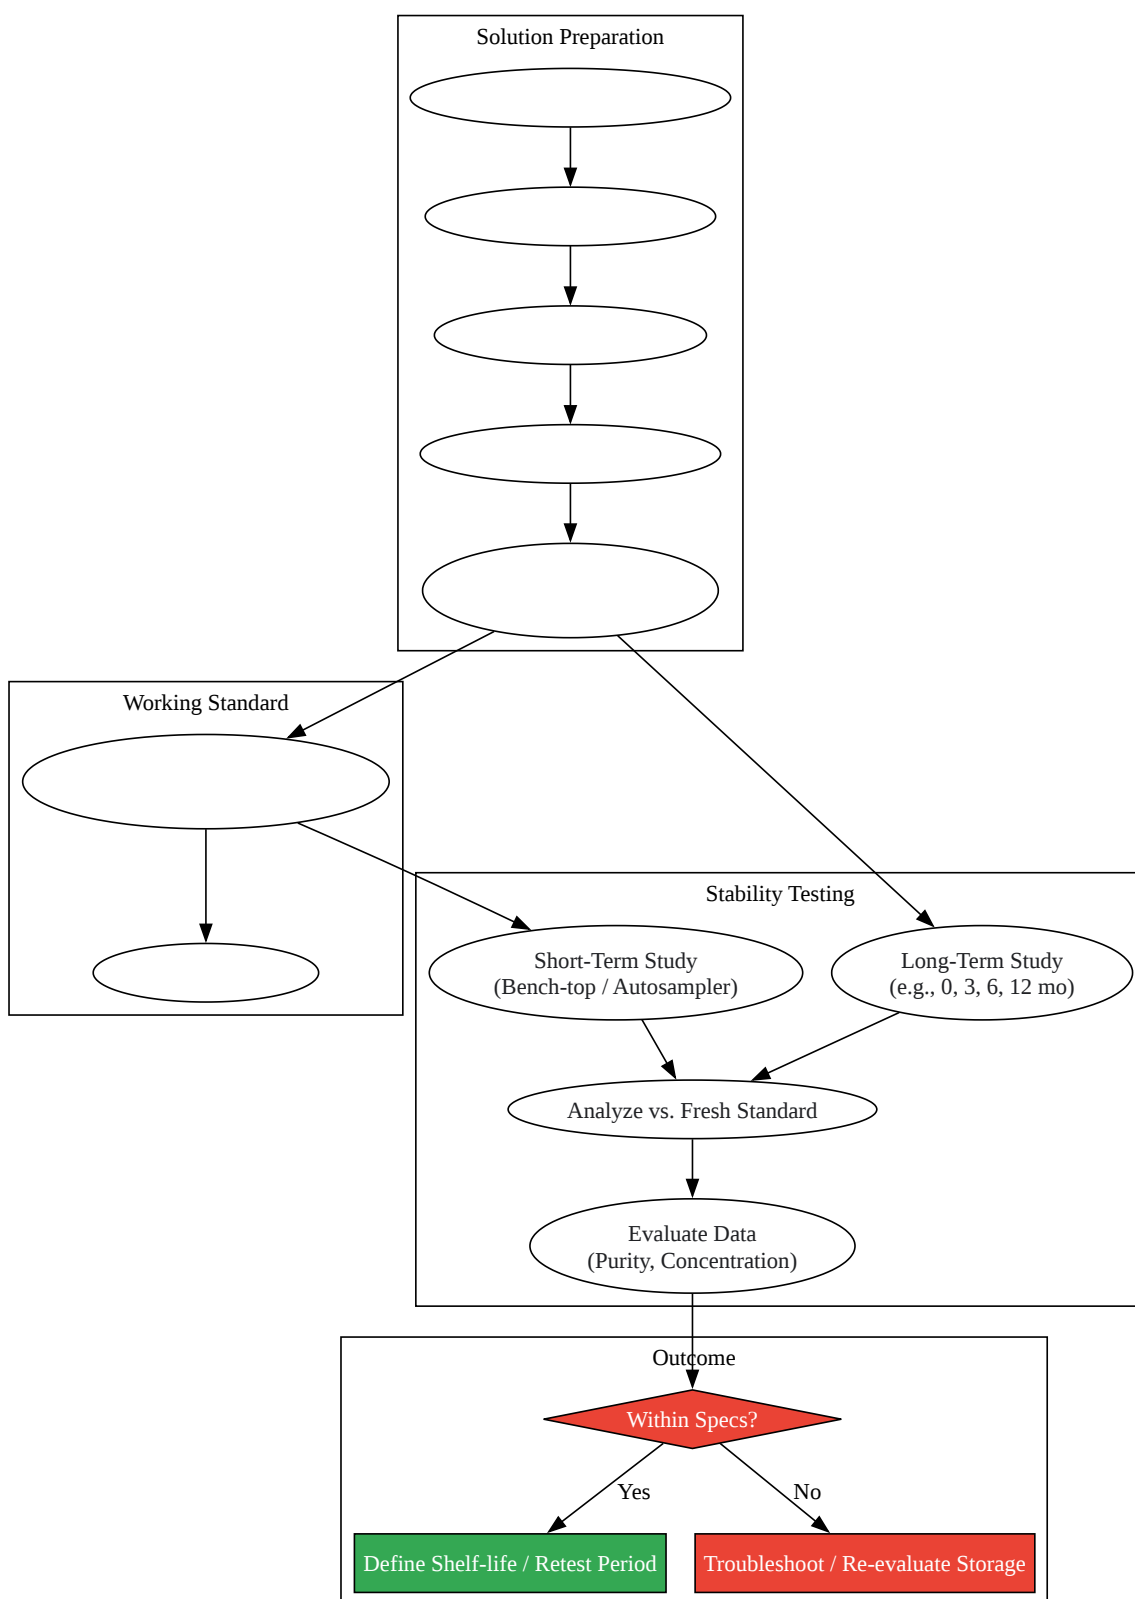 Solution Preparation
Working Standard
Stability Testing
Short-Term Study
(Bench-top / Autosampler)
Long-Term Study
(e.g., 0, 3, 6, 12 mo)
Analyze vs. Fresh Standard
Evaluate Data
(Purity, Concentration)
Outcome
Within Specs?
Yes
No
Define Shelf-life / Retest Period
Troubleshoot / Re-evaluate Storage